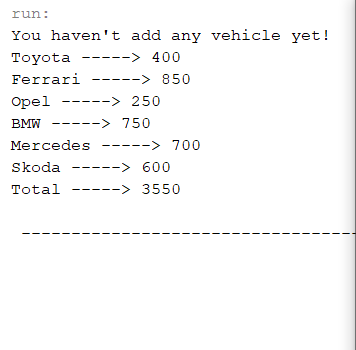 run:
You haven't add any vehicle yet!
Toyota -----> 400
Ferrari -----> 850
Opel -----> 250
BMW -----> 750
Mercedes -----> 700
Skoda -----> 600
Total -----> 3550
----------------------------------